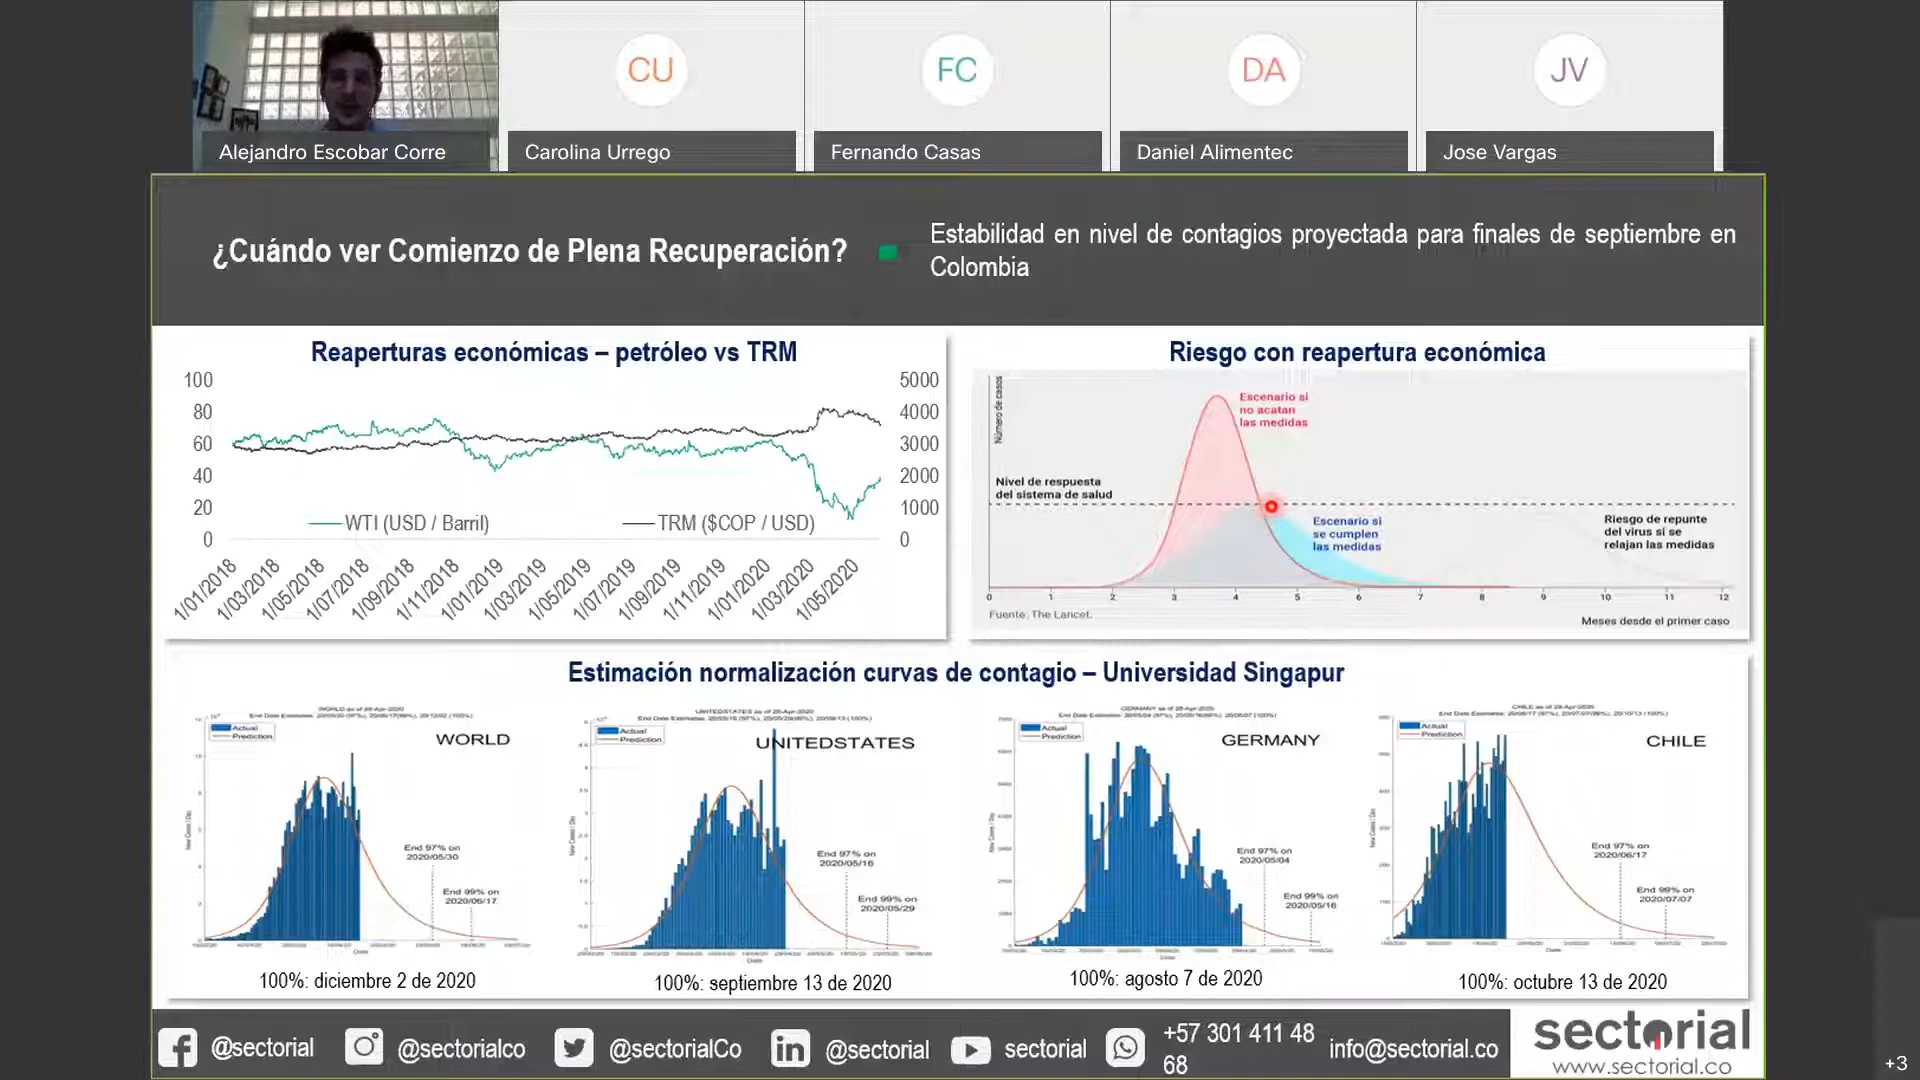 CU
FC
DA
JV
Alejandro Escobar Corre
Carolina Urrego
Fernando Casas
Daniel Alimentec
Jose Vargas
¿Cuándo ver Comienzo de Plena Recuperación?
Estabilidad en nivel de contagios proyectada para finales de septiembre en
Colombia
Reaperturas económicas – petróleo vs TRM
100
80
60
40
20
0
5000
4000
3000
2000
1000
0
WTI (USD / Barril)
TRM ($COP / USD)
1/01/2018
1/03/2018
1/05/2018
1/07/2018
1/09/2018
1/11/2018
1/01/2019
1/03/2019
1/05/2019
1/07/2019
1/09/2019
1/11/2019
1/01/2020
1/03/2020
1/05/2020
Riesgo con reapertura económica
Número de casos
Escenario si
no acatan
las medidas
Nivel de respuesta
del sistema de salud
Escenario si
se cumplen
las medidas
Riesgo de repunte
del virus si se
relajan las medidas
0 1 2 3 4 5 6 7 8 9 10 11 12
Fuente: The Lancet.
Meses desde el primer caso
Estimación normalización curvas de contagio – Universidad Singapur
Actual
Prediction
WORLD
End 97% on
2020/05/30
End 99% on
2020/06/17
100%: diciembre 2 de 2020
Actual
Prediction
UNITEDSTATES
End 97% on
2020/05/16
End 99% on
2020/05/29
100%: septiembre 13 de 2020
Actual
Prediction
GERMANY
End 97% on
2020/05/04
End 99% on
2020/05/16
100%: agosto 7 de 2020
Actual
Prediction
CHILE
End 97% on
2020/06/17
End 99% on
2020/07/07
100%: octubre 13 de 2020
@sectorial
@sectorialco
@sectorialCo
@sectorial
sectorial
+57 301 411 48
68
info@sectorial.co
sectorial
www.sectorial.co
+3